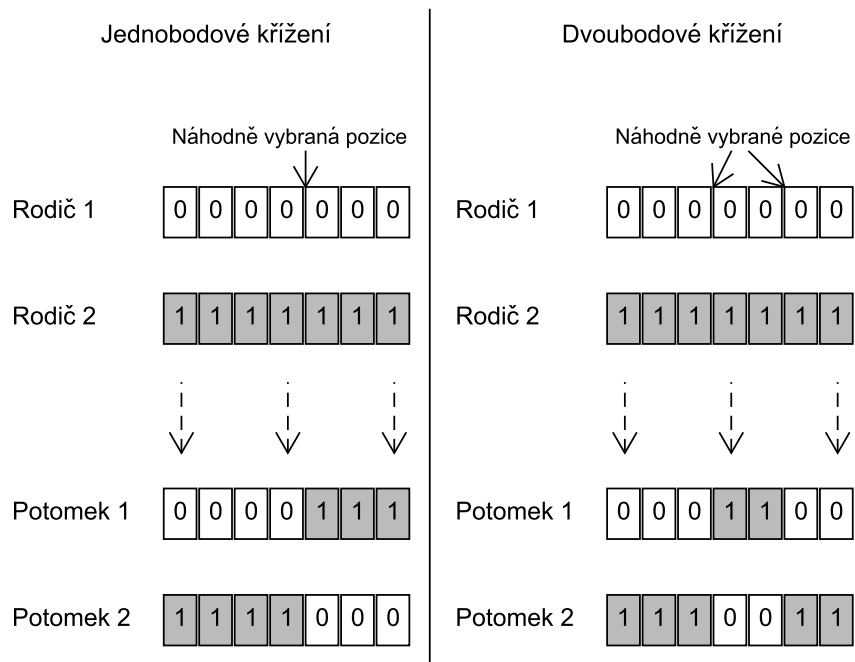 Jednobodové křížení
Náhodně vybraná pozice
Rodič 1 0 0 0 0 0 0 0
Rodič 2 1 1 1 1 1 1 1
Potomek 1 0 0 0 0 1 1 1
Potomek 2 1 1 1 1 0 0 0
Dvoubodové křížení
Náhodně vybrané pozice
Rodič 1 0 0 0 0 0 0 0
Rodič 2 1 1 1 1 1 1 1
Potomek 1 0 0 0 1 1 0 0
Potomek 2 1 1 1 0 0 1 1